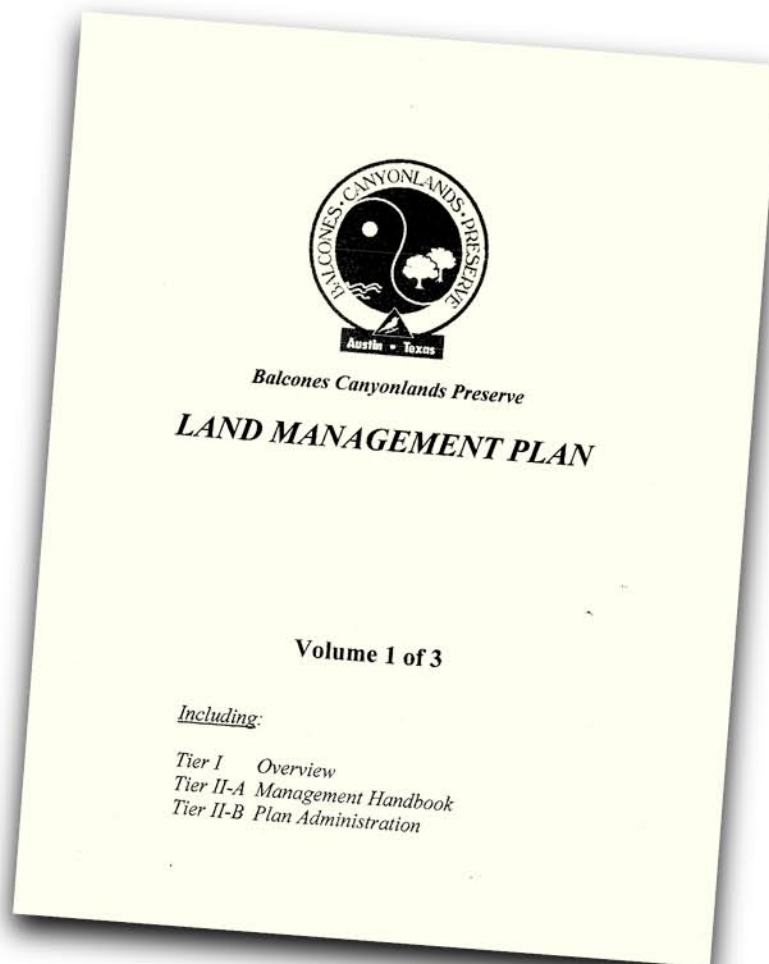 BALCONES • CANYONLANDS • PRESERVE
Austin • Texas
Balcones Canyonlands Preserve
LAND MANAGEMENT PLAN
Volume 1 of 3
Including:
Tier I Overview
Tier II-A Management Handbook
Tier II-B Plan Administration